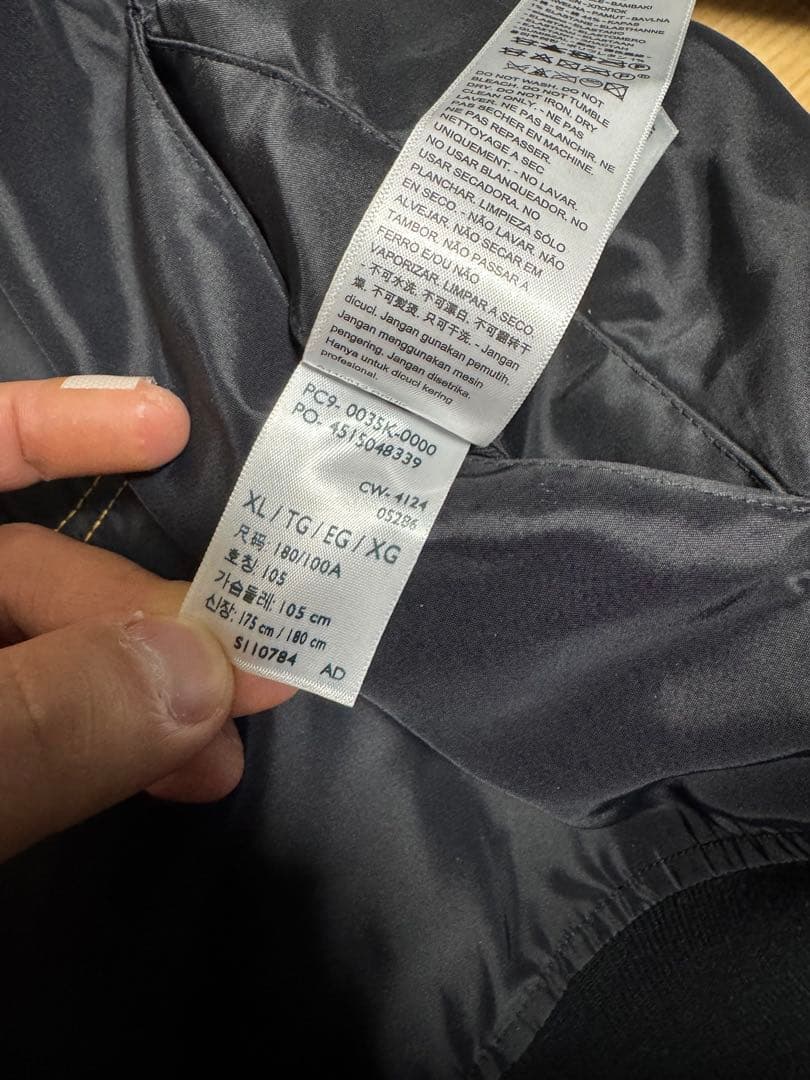 BAMBAKI
PAMUT - BAVLNA
ELASTHANNE
44%
DO NOT WASH. DO NOT
BLEACH. DO NOT TUMBLE
DRY. DO NOT IRON. DRY
CLEAN ONLY. - NE PAS
LAVER. NE PAS BLANCHIR. NE
PAS SECHER EN MACHINE.
NE PAS REPASSER.
NETTOYAGE A SEC
UNIQUEMENT. - NO LAVAR.
NO USAR BLANQUEADOR. NO
USAR SECADORA. NO
PLANCHAR. LIMPIEZA SÓLO
EN SECO - NÃO LAVAR. NÃO
ALVEJAR. NÃO SECAR EM
TAMBOR. NÃO PASSAR A
FERRO E/DU NÃO
VAPORIZAR. LIMPAR A SECO
- 不可水洗. 不可漂白. 不可翻转干
燥. 不可熨烫. 只可干洗. - Jangan
dicuci. Jangan gunakan pemutih.
Jangan menggunakan mesin
pengering. Jangan disetrika.
Hanya untuk dicuci kering
profesional.
PC9- 0035K-0000
PO- 4515048339
CW- 4124
05286
XL / TG / EG / XG
尺码: 180/100A
호칭: 105
가슴둘레: 105 cm
신장: 175 cm / 180 cm
S110784 AD